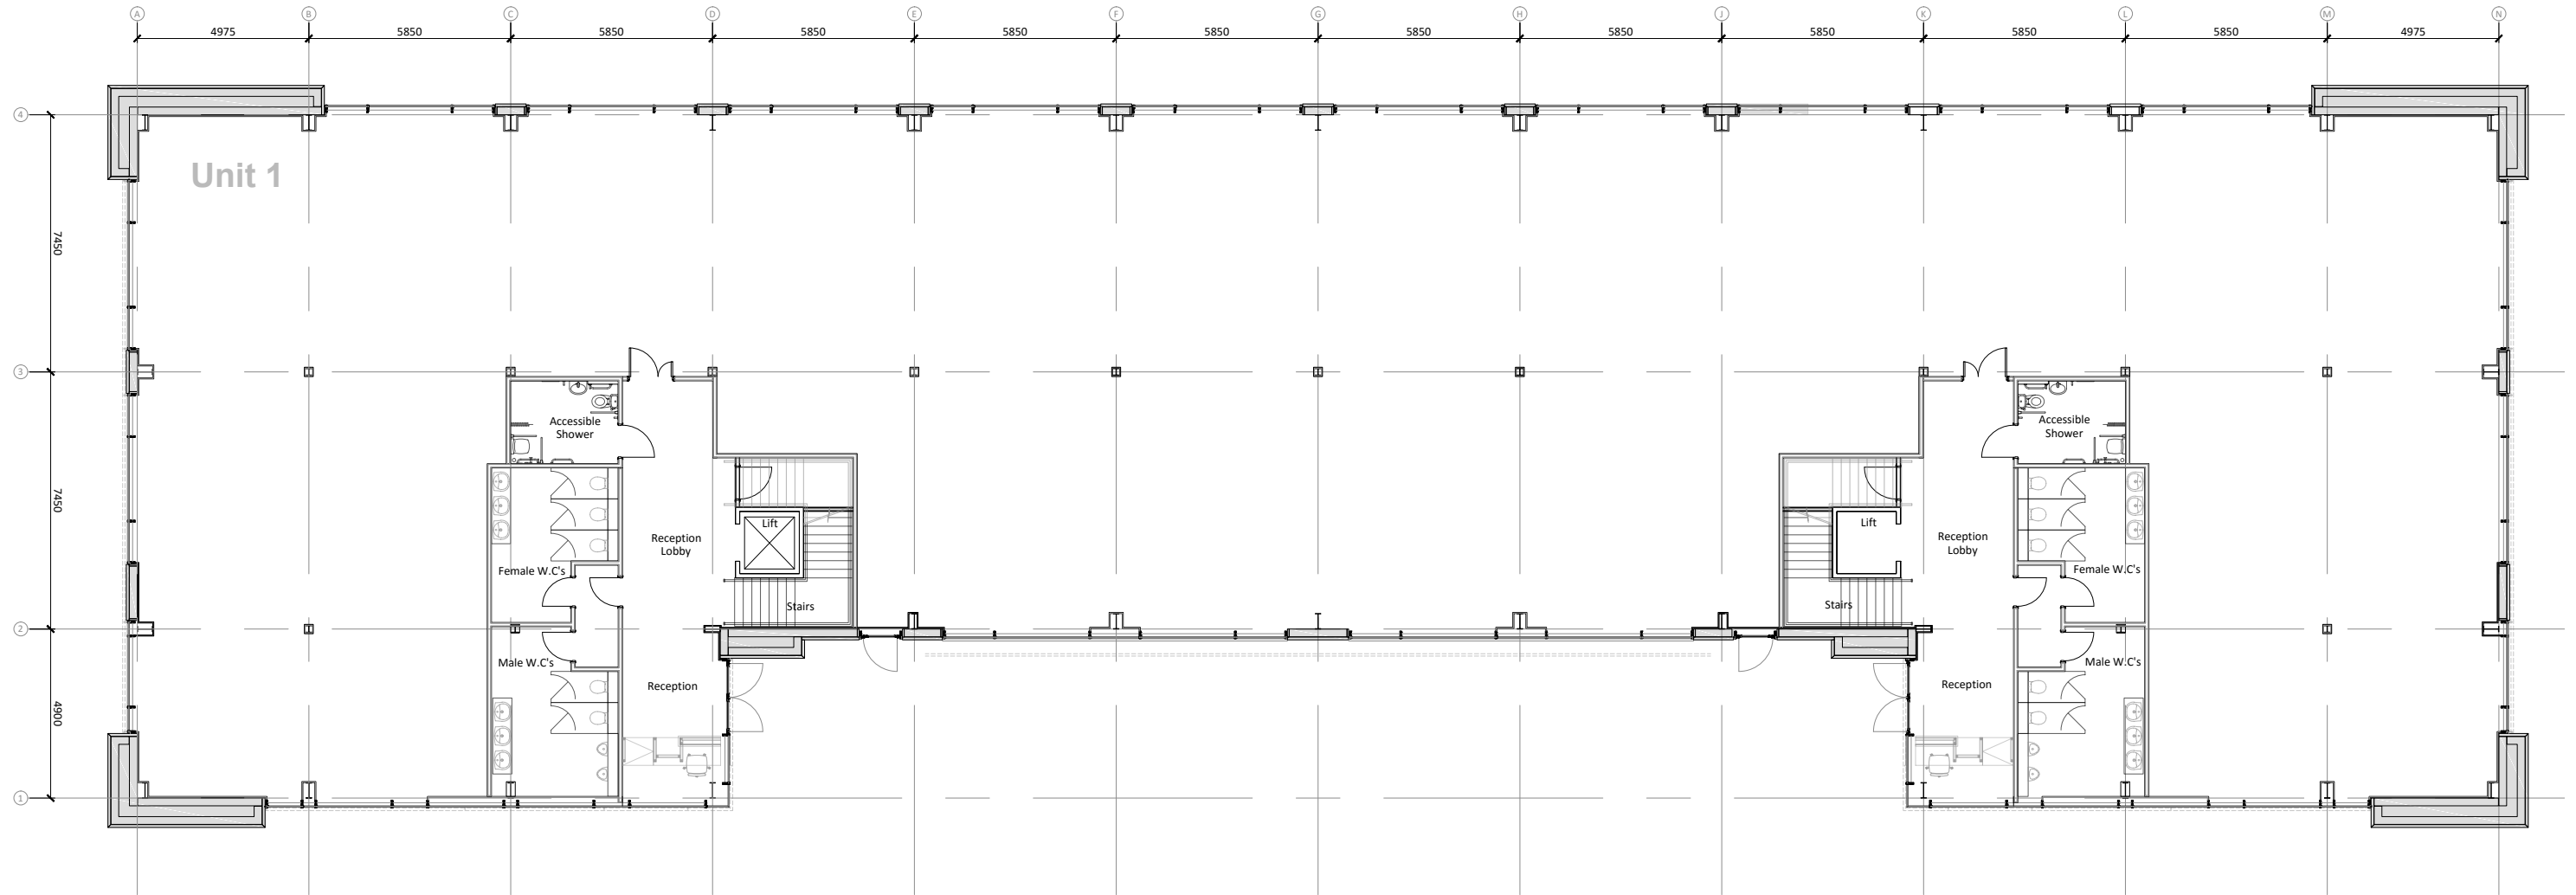 A B C D E F G H J K L M N
4975 5850 5850 5850 5850 5850 5850 5850 5850 5850 5850 4975
4
Unit 1
7450
3
Accessible
Shower
Accessible
Shower
7450
Lift
Lift
Reception
Lobby
Reception
Lobby
Female W.C's
Female W.C's
Stairs
Stairs
2
Male W.C's
Male W.C's
Reception
Reception
4900
1